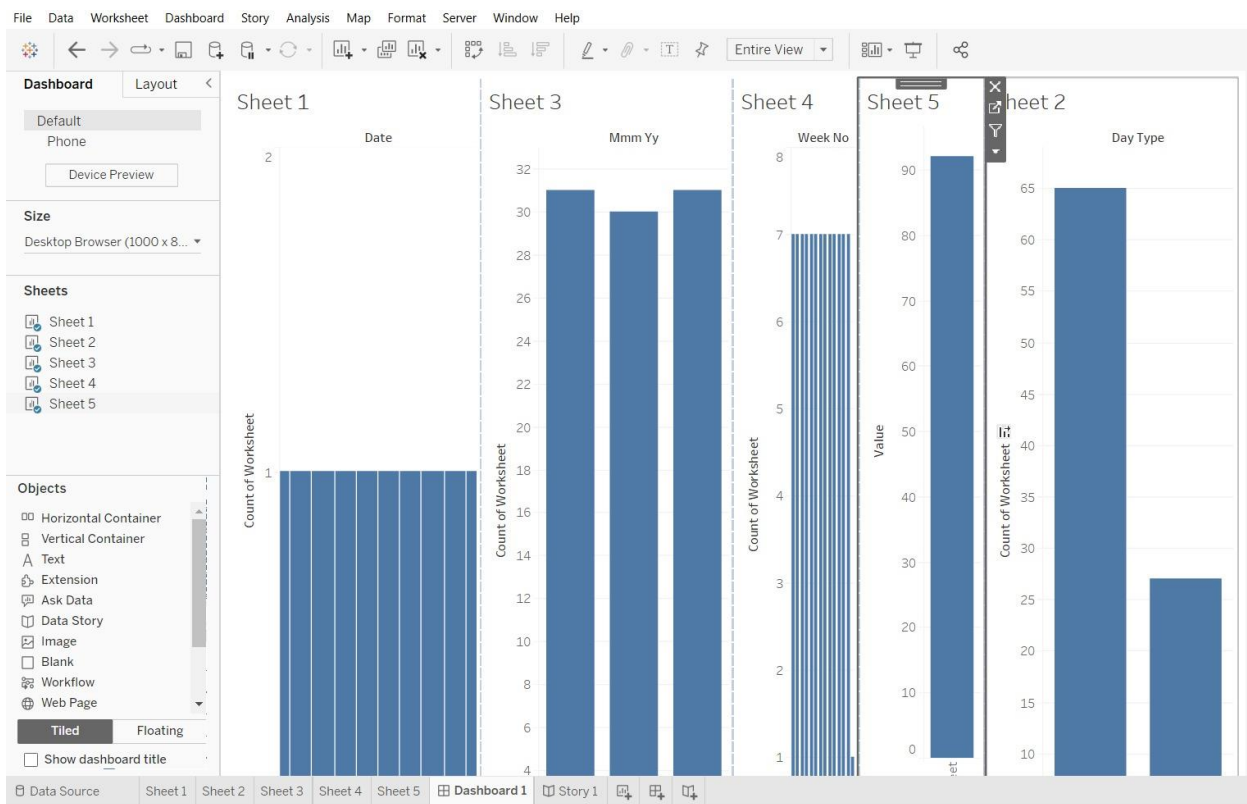 File Data Worksheet Dashboard Story Analysis Map Format Server Window Help
Entire View
Dashboard Layout
Default
Phone
Device Preview
Size
Desktop Browser (1000 x 8...
Sheets
Sheet 1
Sheet 2
Sheet 3
Sheet 4
Sheet 5
Objects
Horizontal Container
Vertical Container
Text
Extension
Ask Data
Data Story
Image
Blank
Workflow
Web Page
Tiled Floating
Show dashboard title
Sheet 1
Date
2
1
Count of Worksheet
Sheet 3
Mmm Yy
32
30
28
26
24
22
20
18
16
14
12
10
8
6
4
Count of Worksheet
Sheet 4
Week No
8
7
6
5
4
3
2
1
Count of Worksheet
Sheet 5
90
80
70
60
50
40
30
20
10
0
Value
heet 2
Day Type
65
60
55
50
45
40
35
30
25
20
15
10
Count of Worksheet
Data Source Sheet 1 Sheet 2 Sheet 3 Sheet 4 Sheet 5 Dashboard 1 Story 1